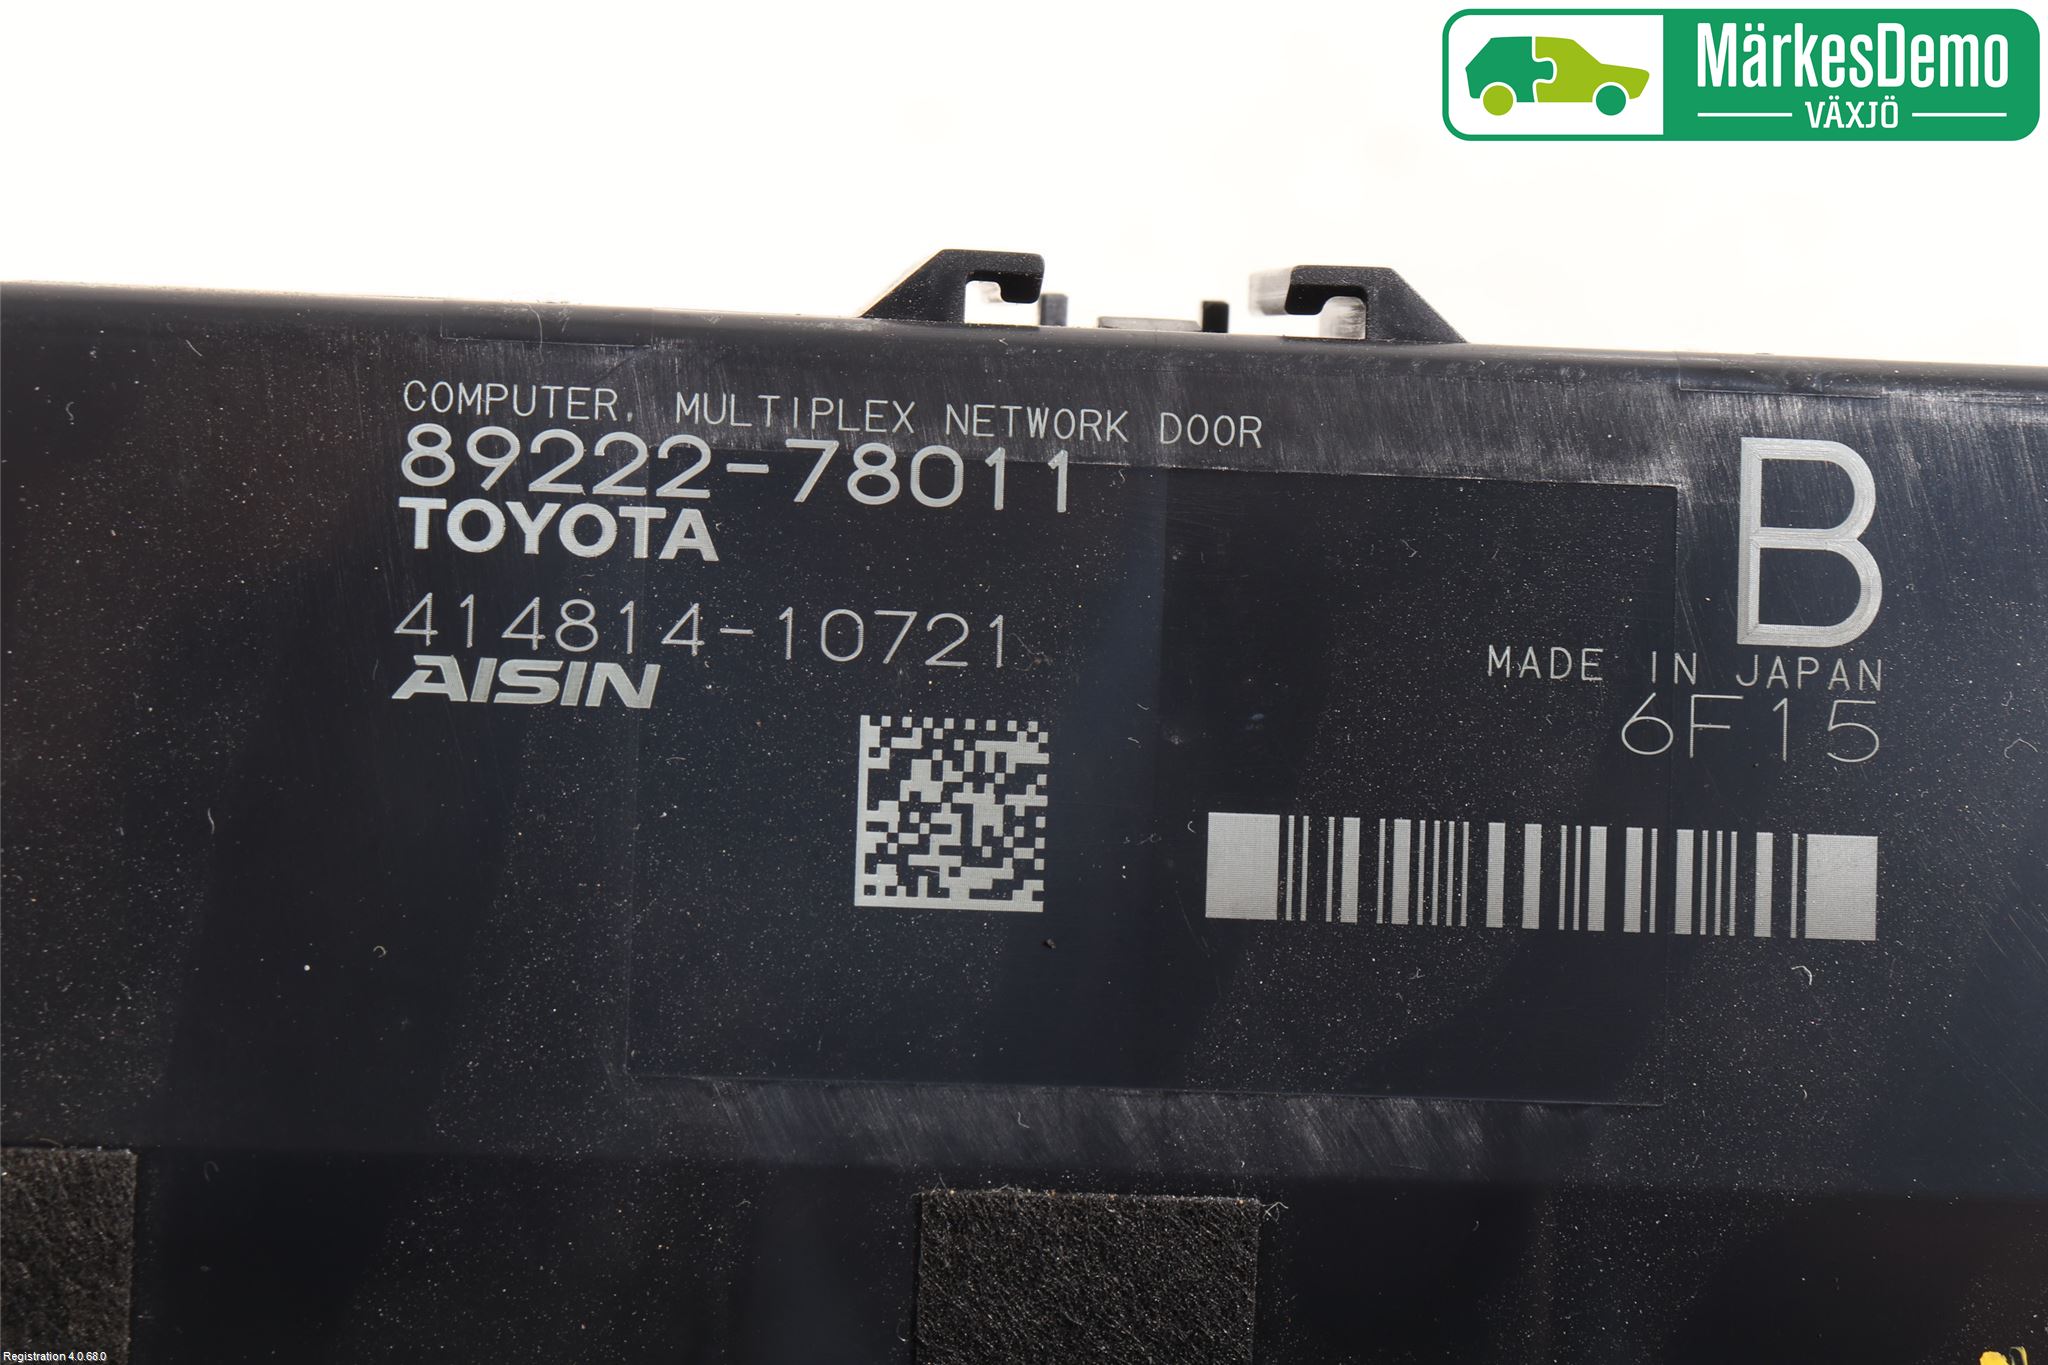 MärkesDemo
VÄXJÖ
COMPUTER, MULTIPLEX NETWORK DOOR
89222-78011
TOYOTA
B
414814-10721
AISIN
MADE IN JAPAN
6F15
Registration 4.0.68.0